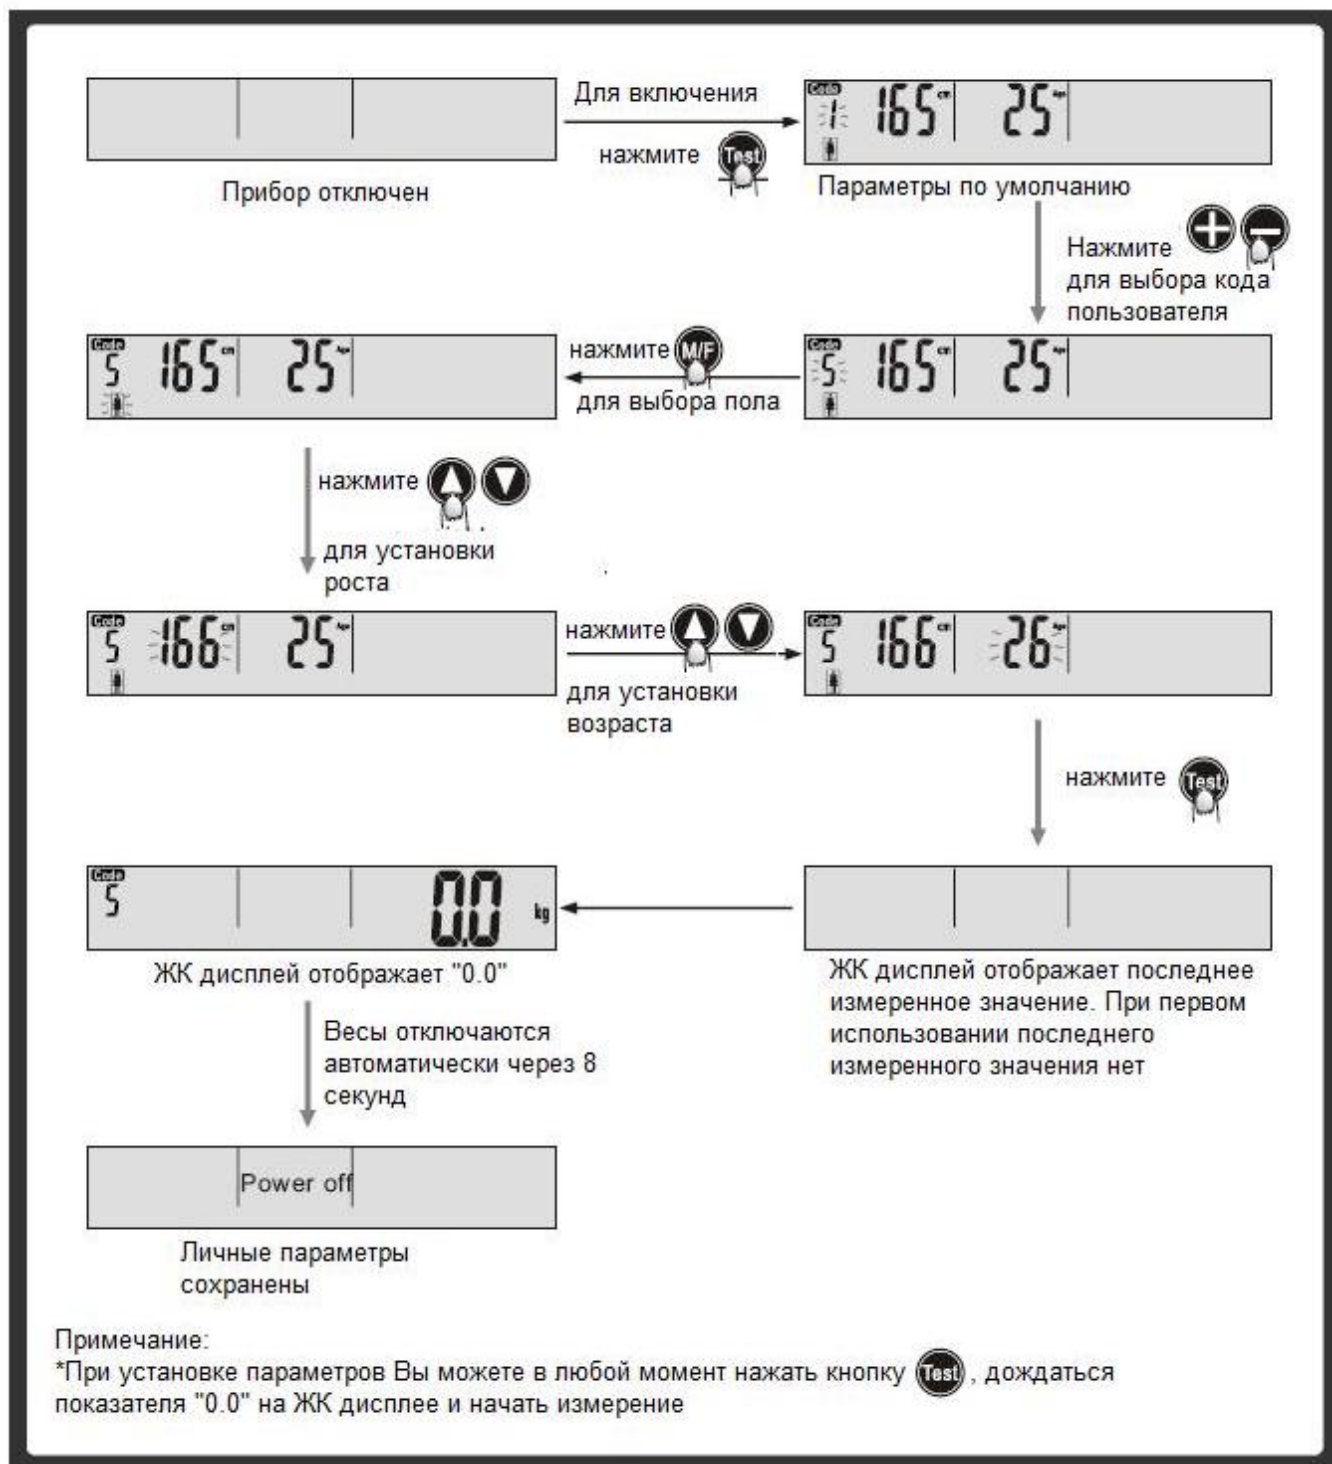 Для включения
нажмите Test
Прибор отключен
Code
1 165 cm 25 Age
Параметры по умолчанию
Нажмите
для выбора кода
пользователя
Code
5 165 cm 25 Age
нажмите M/F
для выбора пола
Code
5 165 cm 25 Age
нажмите
для установки
роста
Code
5 166 cm 25 Age
нажмите
для установки
возраста
Code
5 166 cm 26 Age
нажмите Test
Code
5 0.0 kg
ЖК дисплей отображает "0.0"
ЖК дисплей отображает последнее
измеренное значение. При первом
использовании последнего
измеренного значения нет
Весы отключаются
автоматически через 8
секунд
Power off
Личные параметры
сохранены
Примечание:
*При установке параметров Вы можете в любой момент нажать кнопку Test , дождаться
показателя "0.0" на ЖК дисплее и начать измерение